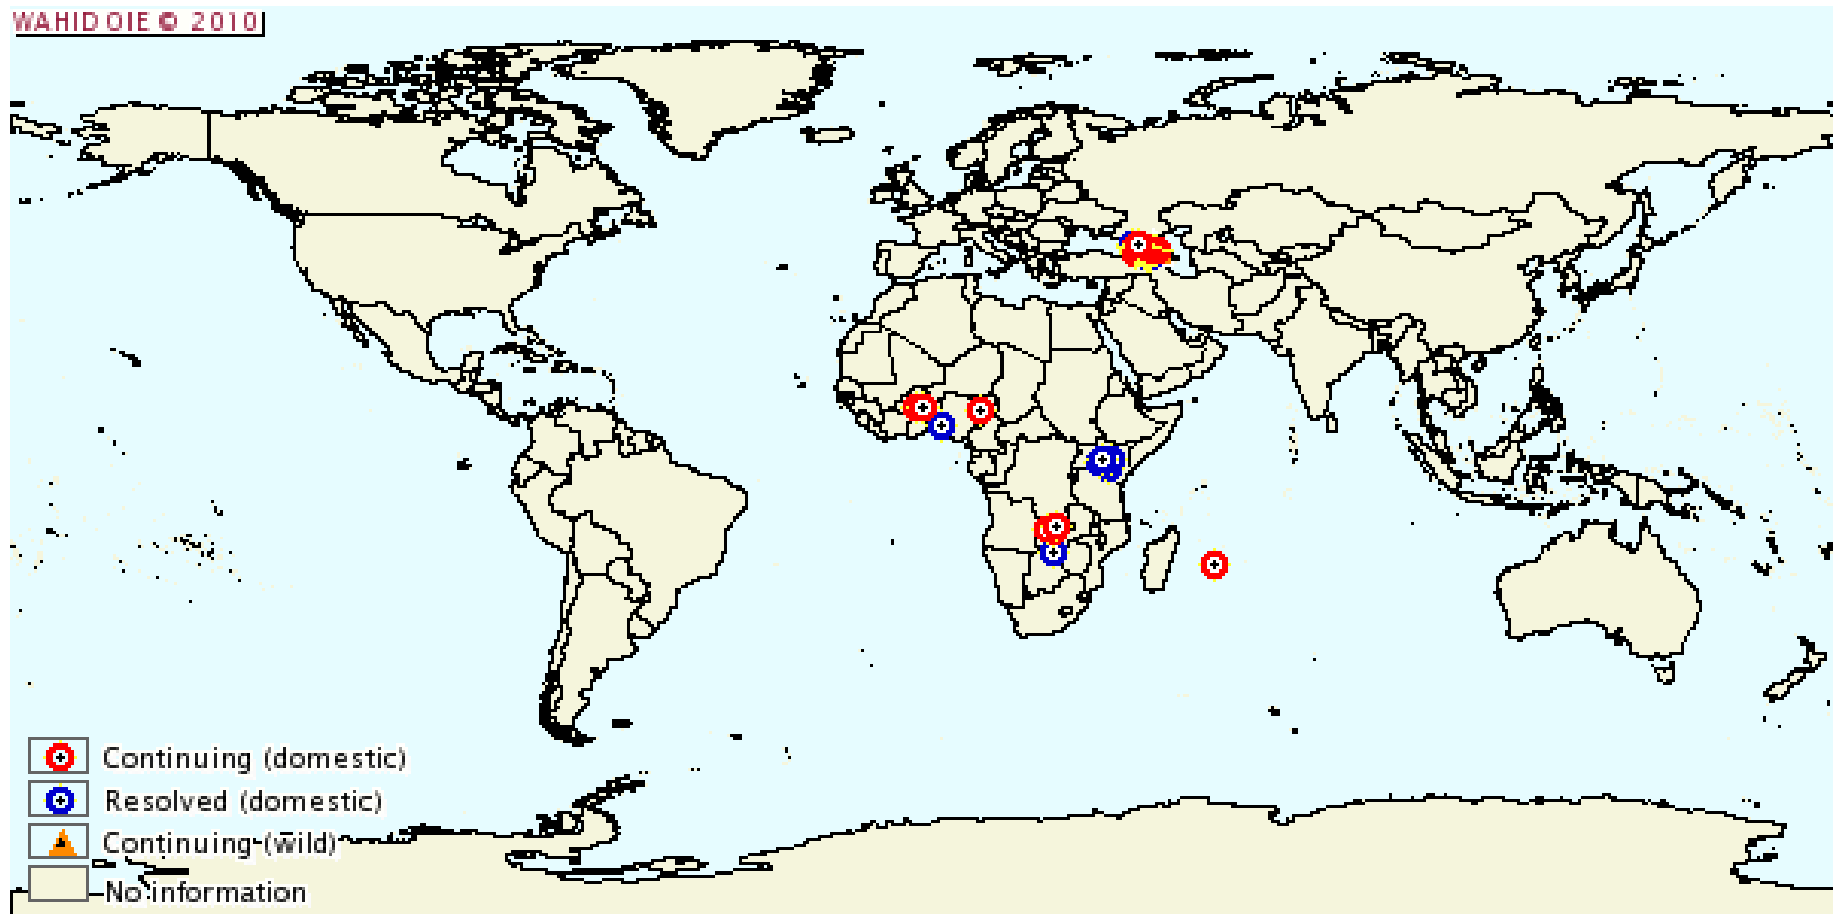 WAHID OIE © 2010
Continuing (domestic)
Resolved (domestic)
Continuing (wild)
No information